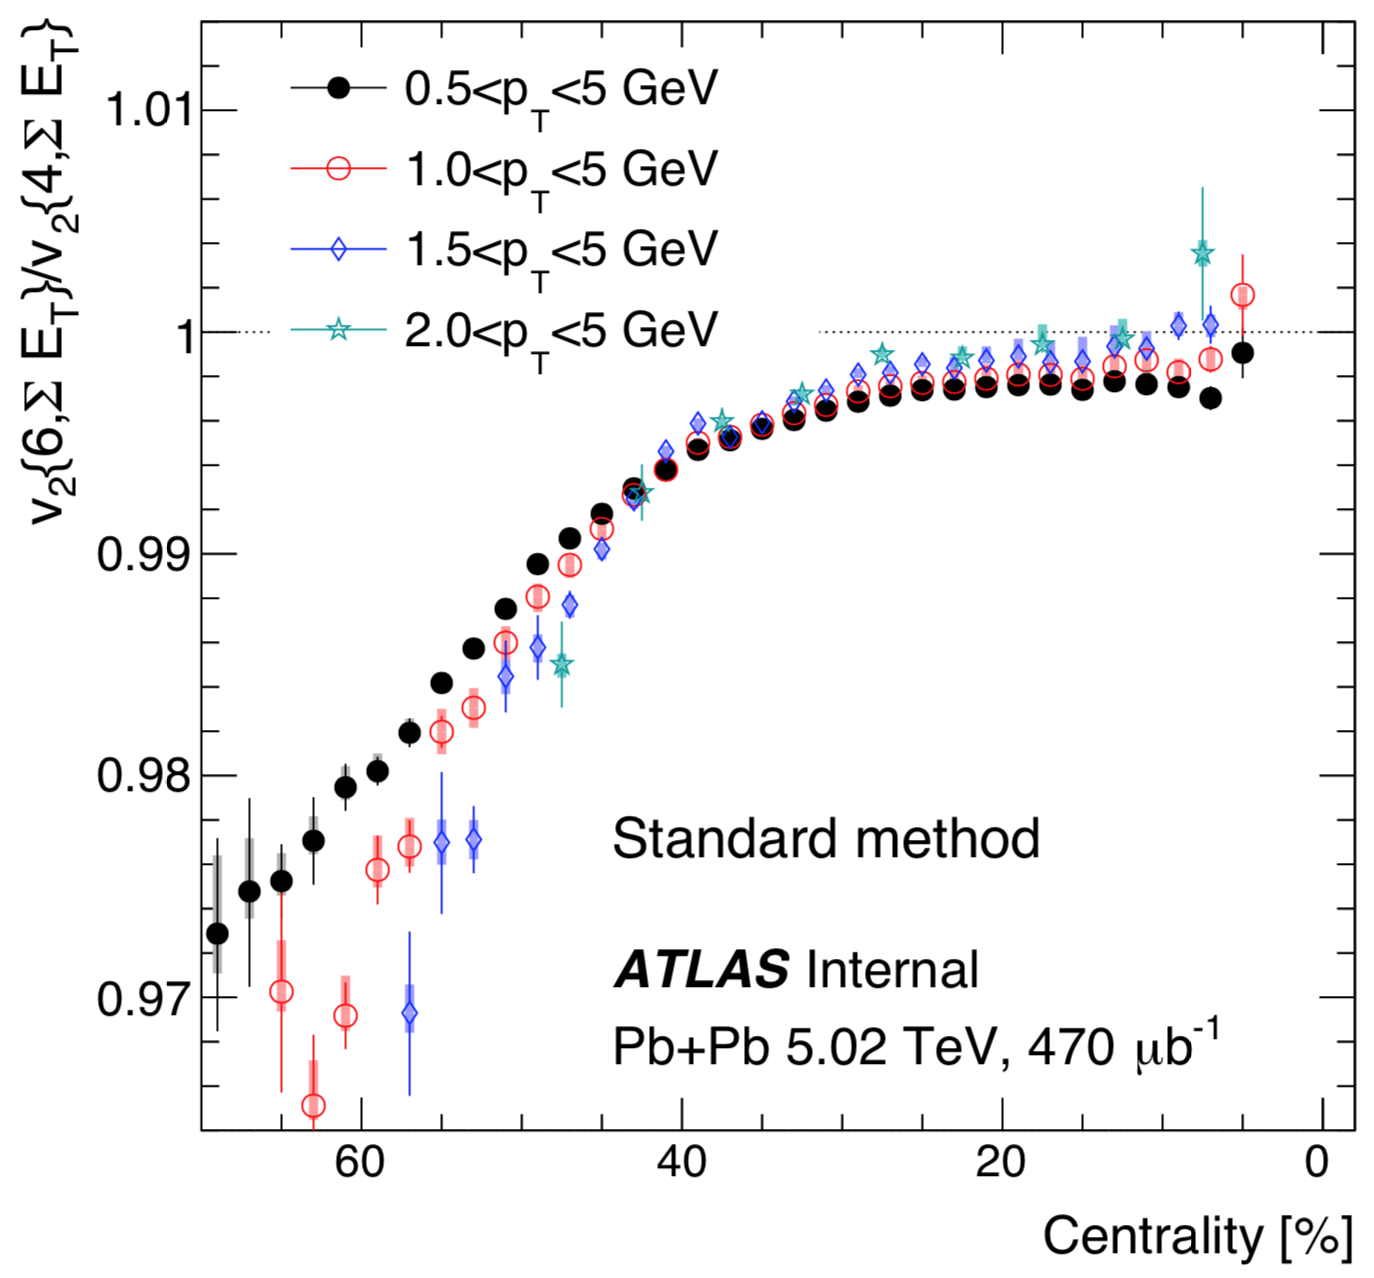 v2{6,Σ ET}/v2{4,Σ ET}
1.01
1
0.99
0.98
0.97
0.5<pT<5 GeV
1.0<pT<5 GeV
1.5<pT<5 GeV
2.0<pT<5 GeV
Standard method
ATLAS Internal
Pb+Pb 5.02 TeV, 470 μb-1
60 40 20 0
Centrality [%]